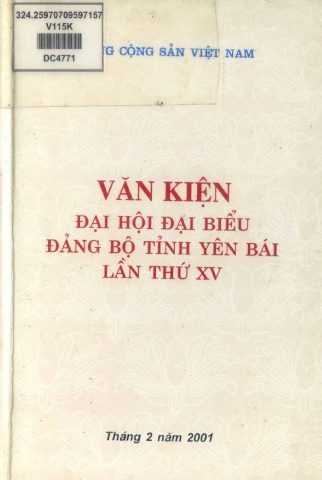 324.25970709597157
V115K
DC4771
CỘNG SẢN VIỆT NAM
VĂN KIỆN
ĐẠI HỘI ĐẠI BIỂU
ĐẢNG BỘ TỈNH YÊN BÁI
LẦN THỨ XV
Tháng 2 năm 2001